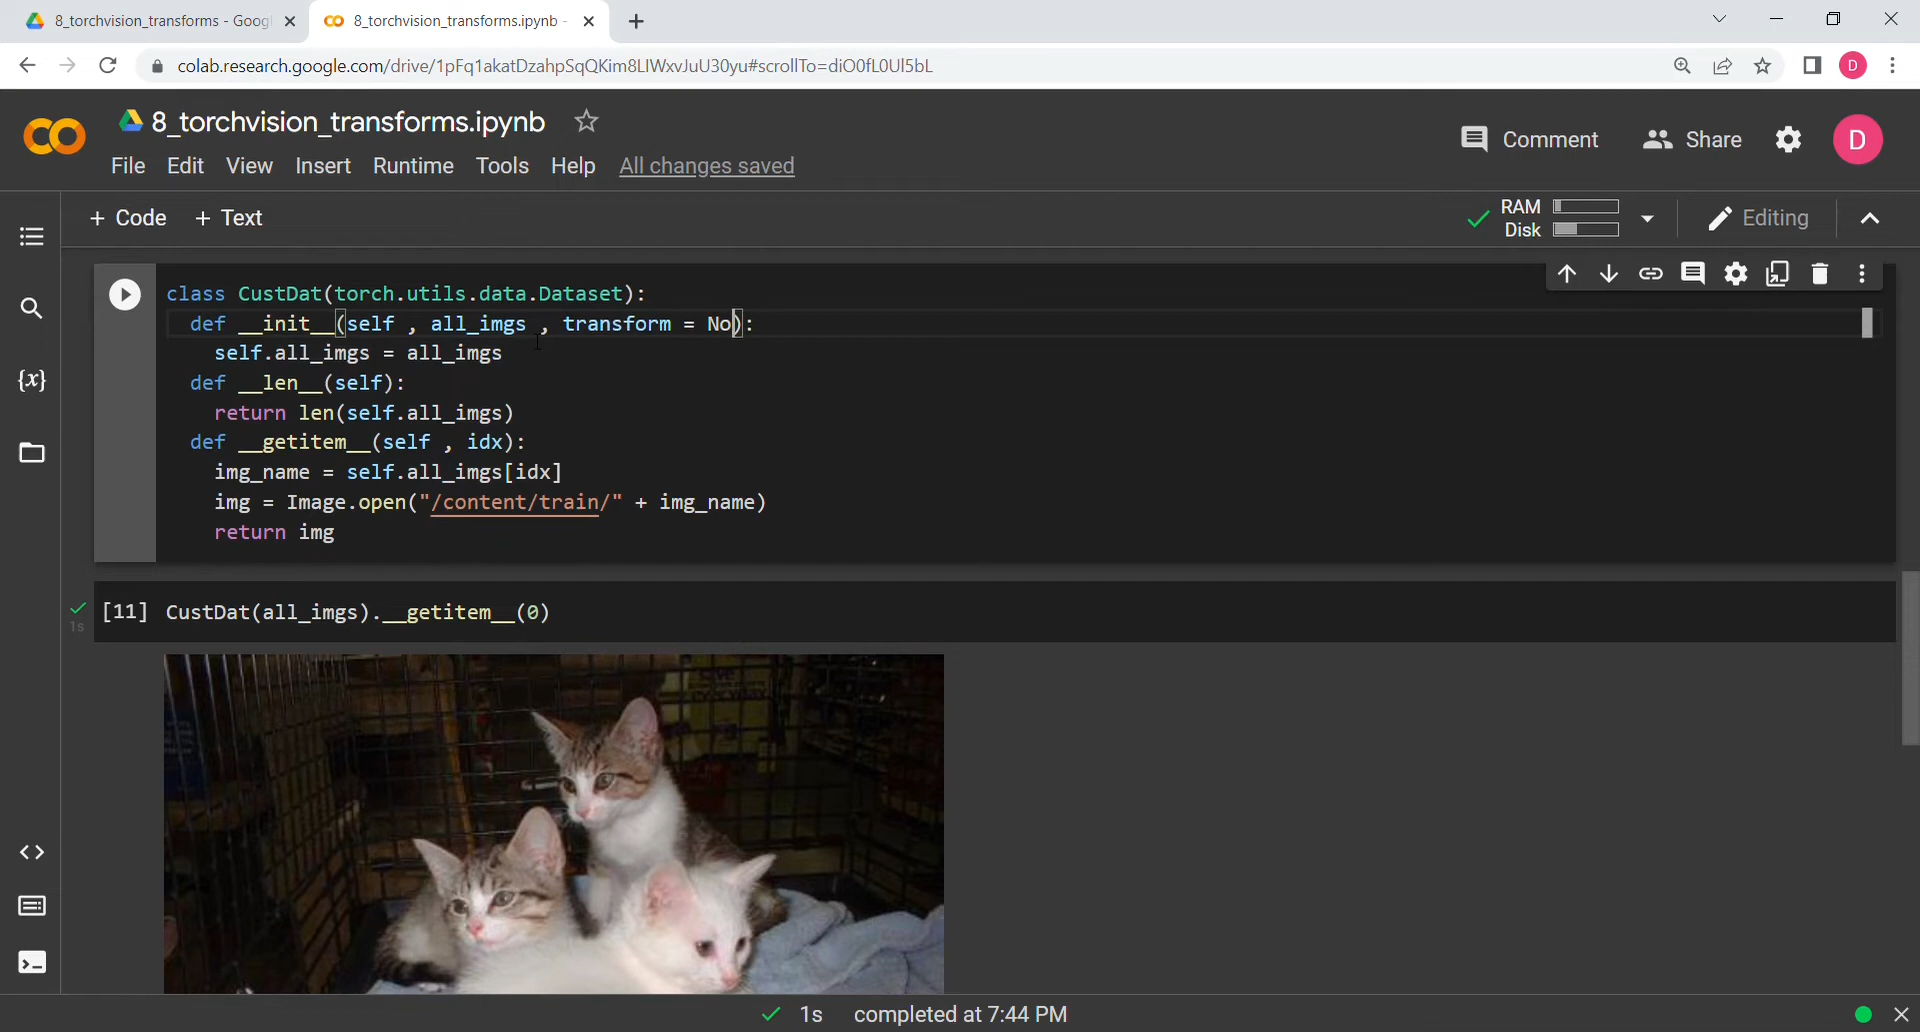 8_torchvision_transforms - Goog
8_torchvision_transforms.ipynb -
colab.research.google.com/drive/1pFq1akatDzahpSqQKim8LIWxvJuU30yu#scrollTo=diO0fL0UI5bL
D
8_torchvision_transforms.ipynb
File Edit View Insert Runtime Tools Help All changes saved
Comment Share D
+ Code + Text
RAM
Disk
Editing
class CustDat(torch.utils.data.Dataset):
def __init__(self , all_imgs , transform = No):
self.all_imgs = all_imgs
def __len__(self):
return len(self.all_imgs)
def __getitem__(self , idx):
img_name = self.all_imgs[idx]
img = Image.open("/content/train/" + img_name)
return img
[11] CustDat(all_imgs).__getitem__(0)
1s
1s completed at 7:44 PM